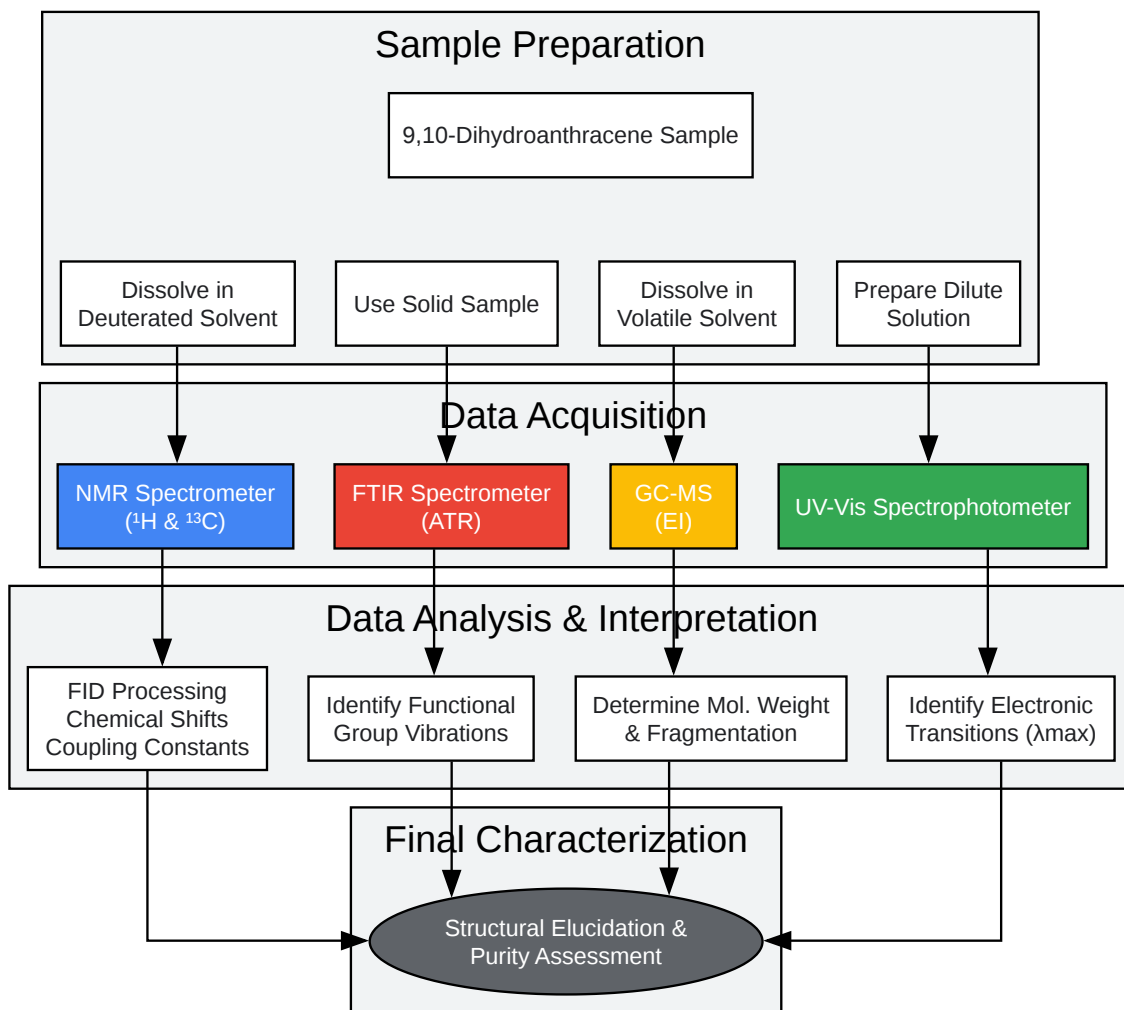 Sample Preparation
9,10-Dihydroanthracene Sample
Dissolve in
Deuterated Solvent
Use Solid Sample
Dissolve in
Volatile Solvent
Prepare Dilute
Solution
Data Acquisition
NMR Spectrometer
(¹H & ¹³C)
FTIR Spectrometer
(ATR)
GC-MS
(EI)
UV-Vis Spectrophotometer
Data Analysis & Interpretation
FID Processing
Chemical Shifts
Coupling Constants
Identify Functional
Group Vibrations
Determine Mol. Weight
& Fragmentation
Identify Electronic
Transitions (λmax)
Final Characterization
Structural Elucidation &
Purity Assessment